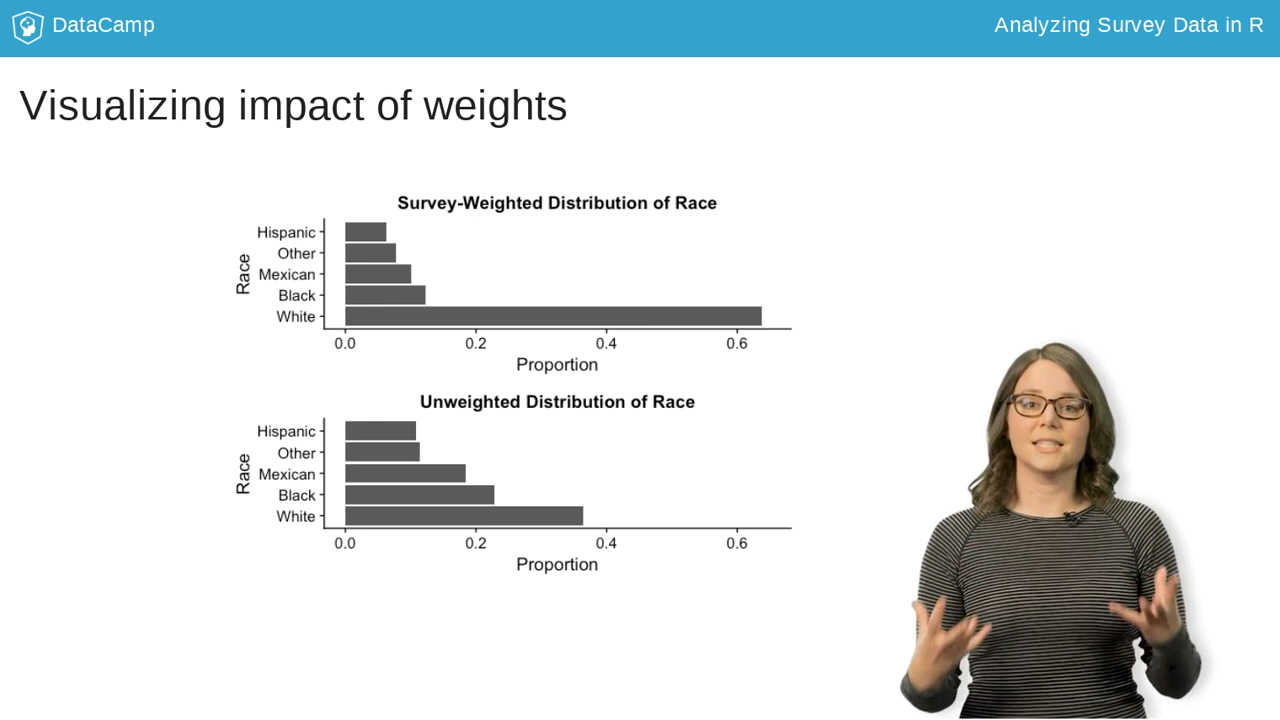 DataCamp
Analyzing Survey Data in R
Visualizing impact of weights
Survey-Weighted Distribution of Race
Race
Hispanic
Other
Mexican
Black
White
0.0 0.2 0.4 0.6
Proportion
Unweighted Distribution of Race
Race
Hispanic
Other
Mexican
Black
White
0.0 0.2 0.4 0.6
Proportion